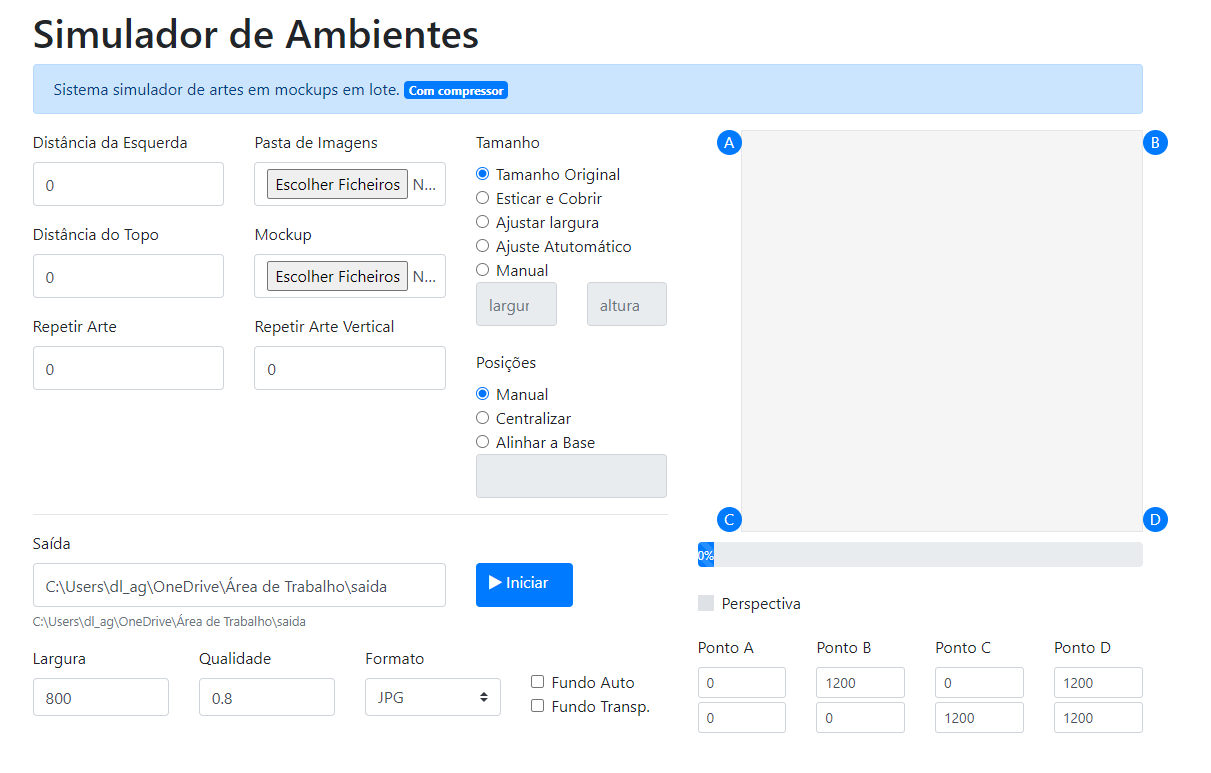 Simulador de Ambientes
Sistema simulador de artes em mockups em lote. Com compressor
Distância da Esquerda
0
Distância do Topo
0
Repetir Arte
0
Pasta de Imagens
Escolher Ficheiros N...
Mockup
Escolher Ficheiros N...
Repetir Arte Vertical
0
Tamanho
Tamanho Original
Esticar e Cobrir
Ajustar largura
Ajuste Atutomático
Manual
largur altura
Posições
Manual
Centralizar
Alinhar a Base
A B
C D
0%
Saída
C:\Users\dl_ag\OneDrive\Área de Trabalho\saida
Iniciar
C:\Users\dl_ag\OneDrive\Área de Trabalho\saida
Largura Qualidade Formato
800 0.8 JPG
Fundo Auto
Fundo Transp.
Perspectiva
Ponto A Ponto B Ponto C Ponto D
0 1200 0 1200
0 0 1200 1200